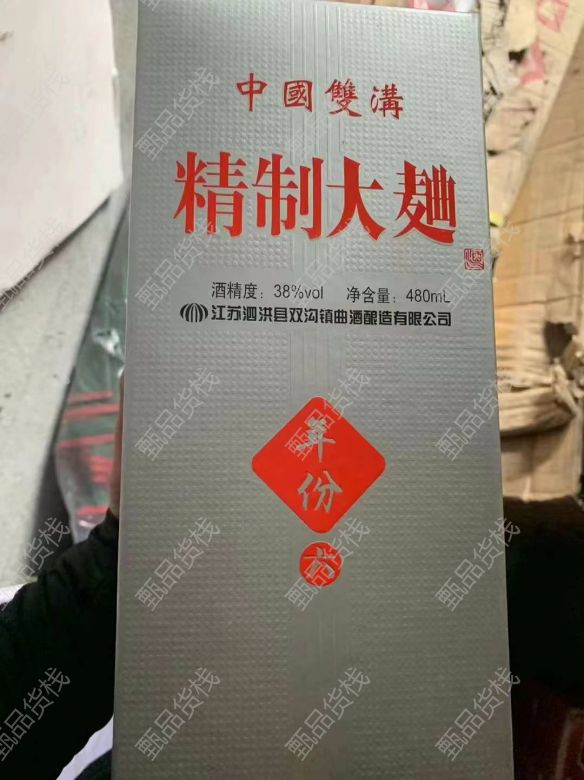 中國雙溝
精制大麯
酒精度：38%vol 净含量：480mL
江苏泗洪县双沟镇曲酒酿造有限公司
年
份
甄品货栈